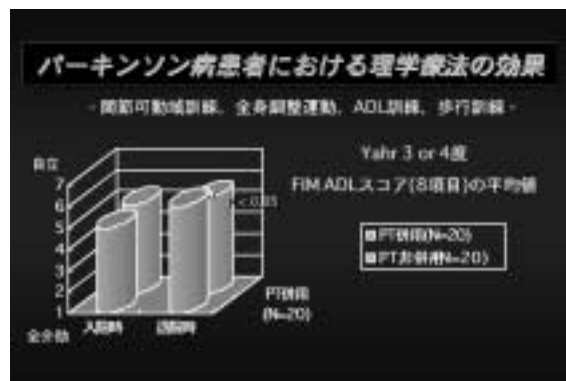 パーキンソン病患者における理学療法の効果
- 関節可動域訓練、全身調整運動、ADL訓練、歩行訓練 -
Yahr 3 or 4度
FIM ADLスコア(8項目)の平均値
自立
7
6
5
4
3
2
1
全介助
入院時
退院時
< 0.05
PT併用(N=20)
PT非併用(N=20)
PT併用
(N=20)